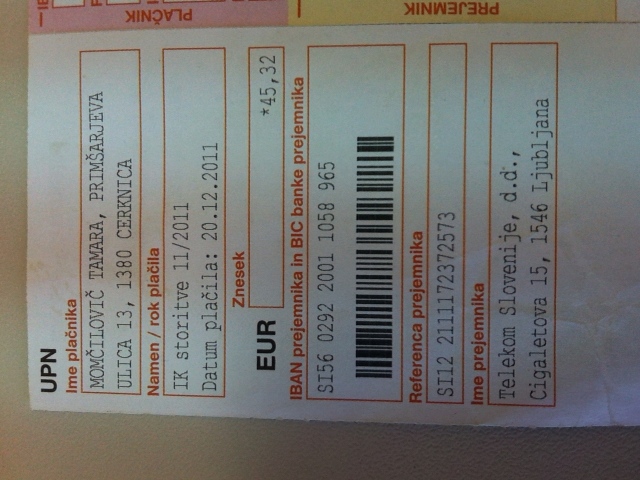 UPN
Ime plačnika
MOMČILOVIČ TAMARA, PRIMŠARJEVA
ULICA 13, 1380 CERKNICA
Namen / rok plačila
IK storitve 11/2011
Datum plačila: 20.12.2011
Znesek
EUR *45,32
IBAN prejemnika in BIC banke prejemnika
SI56 0292 2001 1058 965
Referenca prejemnika
SI12 2111172372573
Ime prejemnika
Telekom Slovenije, d.d.,
Cigaletova 15, 1546 Ljubljana
PLAČNIK
PREJEMNIK